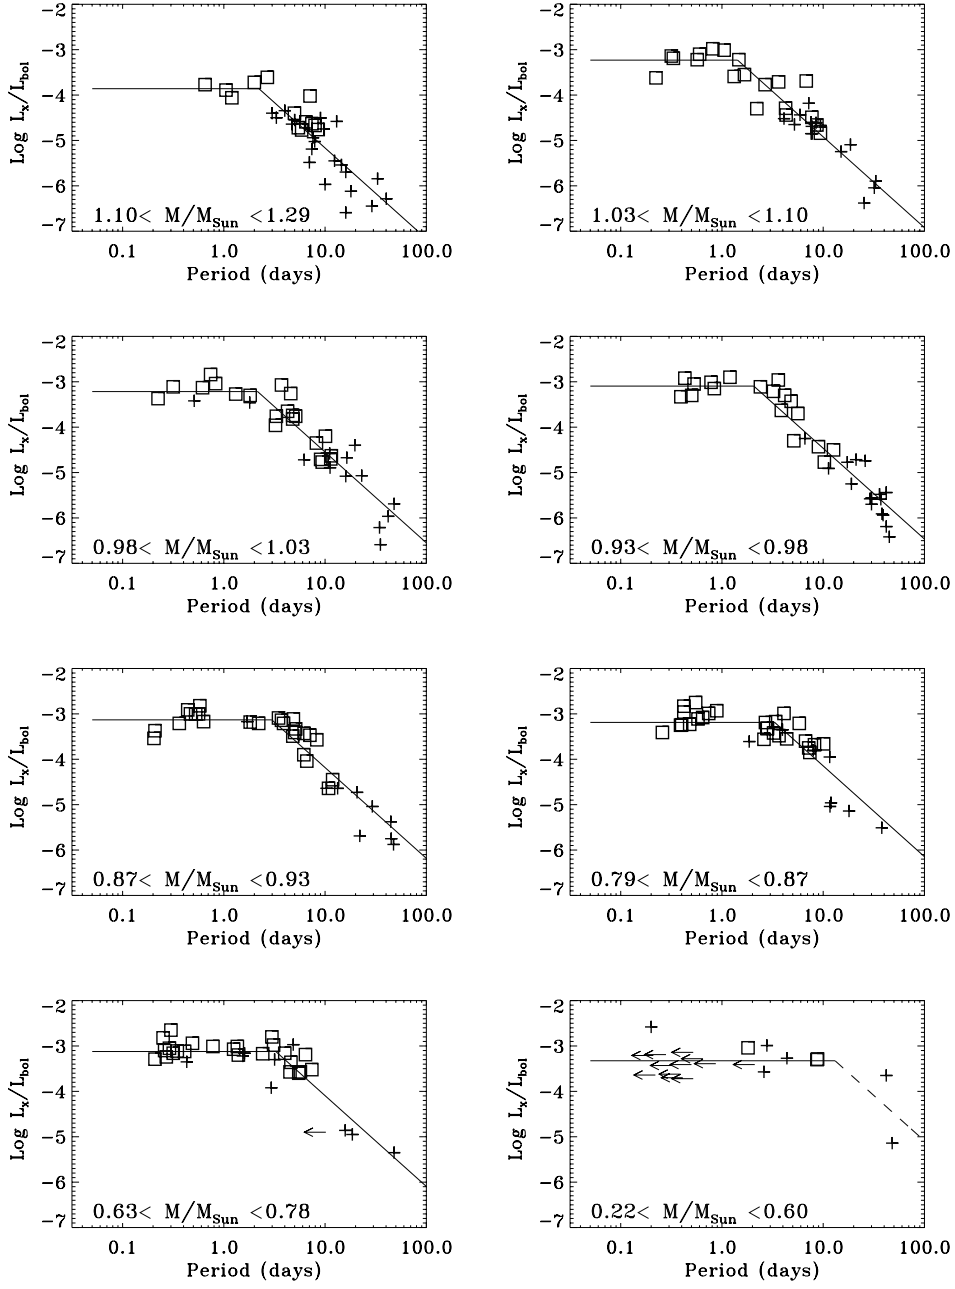 -2 -2
-3 -3
-4 -4
-5 -5
-6 -6
-7 -7
Log Lx/Lbol Log Lx/Lbol
1.10< M/MSun <1.29 1.03< M/MSun <1.10
0.1 1.0 10.0 100.0 0.1 1.0 10.0 100.0
Period (days) Period (days)
-2 -2
-3 -3
-4 -4
-5 -5
-6 -6
-7 -7
Log Lx/Lbol Log Lx/Lbol
0.98< M/MSun <1.03 0.93< M/MSun <0.98
0.1 1.0 10.0 100.0 0.1 1.0 10.0 100.0
Period (days) Period (days)
-2 -2
-3 -3
-4 -4
-5 -5
-6 -6
-7 -7
Log Lx/Lbol Log Lx/Lbol
0.87< M/MSun <0.93 0.79< M/MSun <0.87
0.1 1.0 10.0 100.0 0.1 1.0 10.0 100.0
Period (days) Period (days)
-2 -2
-3 -3
-4 -4
-5 -5
-6 -6
-7 -7
Log Lx/Lbol Log Lx/Lbol
0.63< M/MSun <0.78 0.22< M/MSun <0.60
0.1 1.0 10.0 100.0 0.1 1.0 10.0 100.0
Period (days) Period (days)